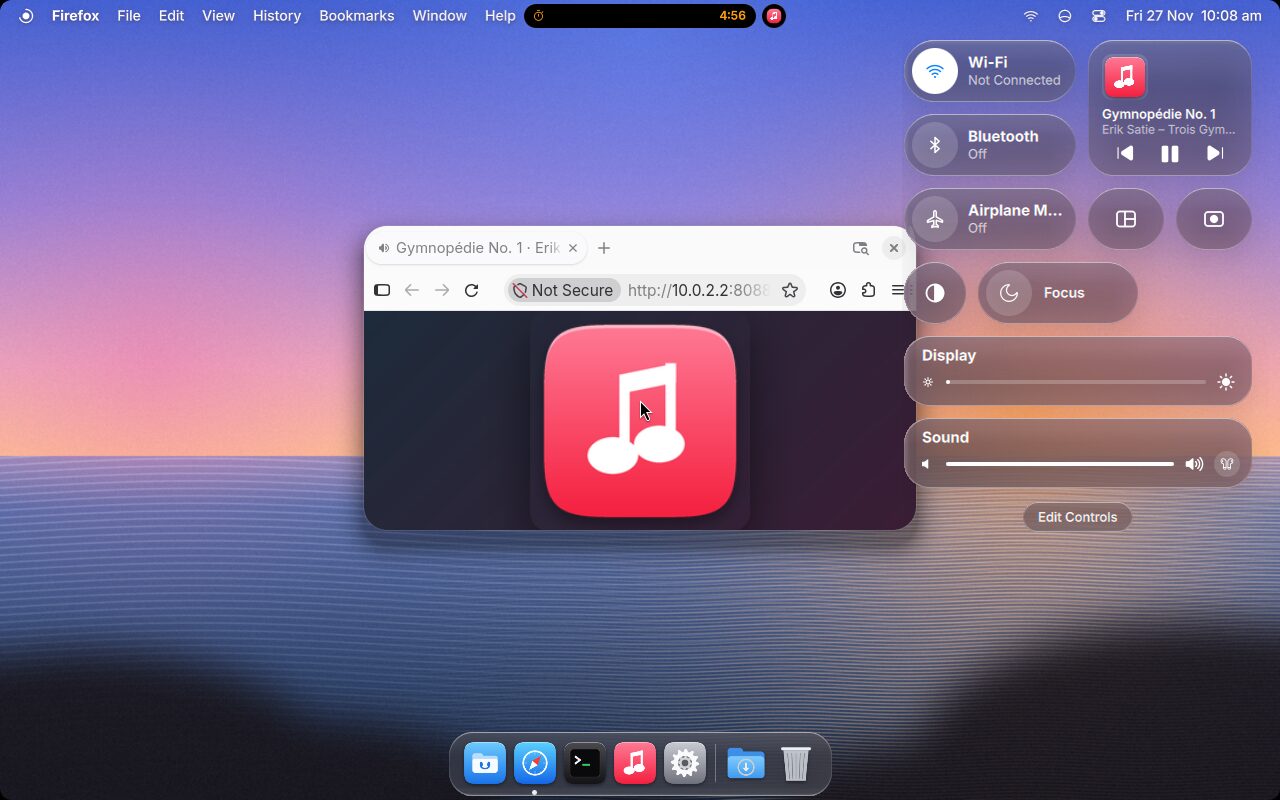 Firefox File Edit View History Bookmarks Window Help 4:56 Fri 27 Nov 10:08 am
Wi-Fi
Not Connected
Gymnopédie No. 1
Erik Satie – Trois Gym...
Bluetooth
Off
Airplane M...
Off
Gymnopédie No. 1 · Erik
Not Secure http://10.0.2.2:8088
Focus
Display
Sound
Edit Controls